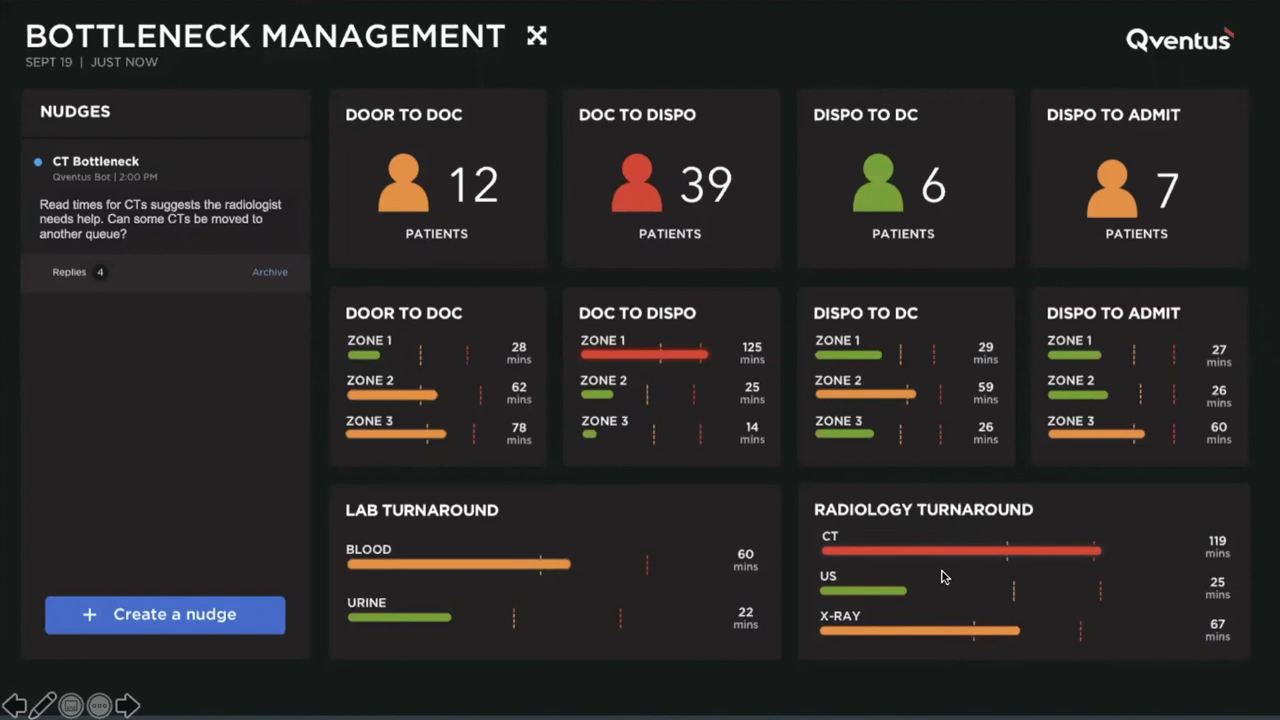 BOTTLENECK MANAGEMENT
SEPT 19 | JUST NOW
Qventus
NUDGES
CT Bottleneck
Qventus Bot | 2:00 PM
Read times for CTs suggests the radiologist
needs help. Can some CTs be moved to
another queue?
Replies 4 Archive
+ Create a nudge
DOOR TO DOC
12
PATIENTS
DOC TO DISPO
39
PATIENTS
DISPO TO DC
6
PATIENTS
DISPO TO ADMIT
7
PATIENTS
DOOR TO DOC
ZONE 1
28
mins
ZONE 2
62
mins
ZONE 3
78
mins
DOC TO DISPO
ZONE 1
125
mins
ZONE 2
25
mins
ZONE 3
14
mins
DISPO TO DC
ZONE 1
29
mins
ZONE 2
59
mins
ZONE 3
26
mins
DISPO TO ADMIT
ZONE 1
27
mins
ZONE 2
26
mins
ZONE 3
60
mins
LAB TURNAROUND
BLOOD
60
mins
URINE
22
mins
RADIOLOGY TURNAROUND
CT
119
mins
US
25
mins
X-RAY
67
mins